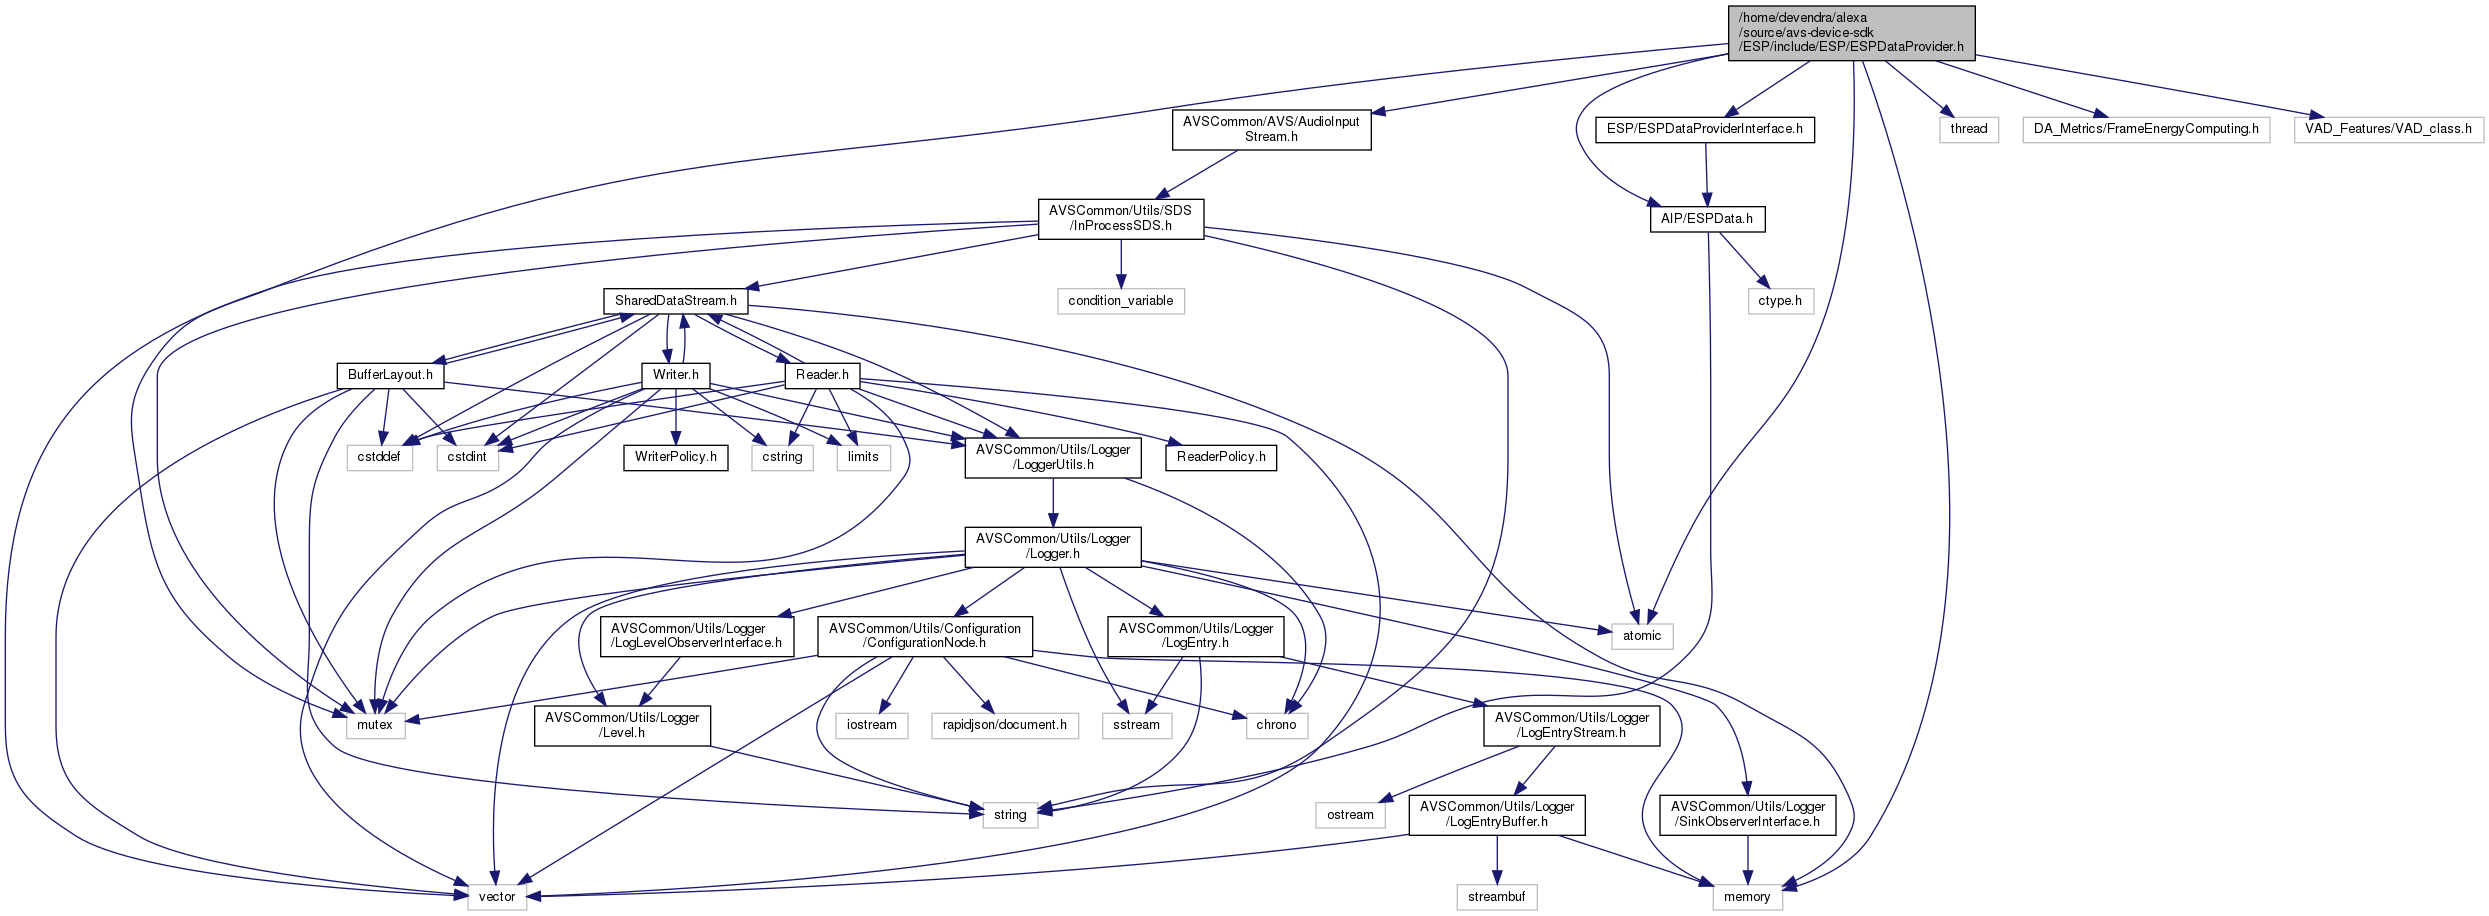 /home/devendra/alexa
/source/avs-device-sdk
/ESP/include/ESP/ESPDataProvider.h
AVSCommon/AVS/AudioInput
Stream.h
ESP/ESPDataProviderInterface.h
thread
DA_Metrics/FrameEnergyComputing.h
VAD_Features/VAD_class.h
AVSCommon/Utils/SDS
/InProcessSDS.h
AIP/ESPData.h
SharedDataStream.h
condition_variable
ctype.h
BufferLayout.h
Writer.h
Reader.h
cstddef
cstdint
WriterPolicy.h
cstring
limits
AVSCommon/Utils/Logger
/LoggerUtils.h
ReaderPolicy.h
AVSCommon/Utils/Logger
/Logger.h
AVSCommon/Utils/Logger
/LogLevelObserverInterface.h
AVSCommon/Utils/Configuration
/ConfigurationNode.h
AVSCommon/Utils/Logger
/LogEntry.h
atomic
mutex
AVSCommon/Utils/Logger
/Level.h
iostream
rapidjson/document.h
sstream
chrono
AVSCommon/Utils/Logger
/LogEntryStream.h
string
ostream
AVSCommon/Utils/Logger
/LogEntryBuffer.h
AVSCommon/Utils/Logger
/SinkObserverInterface.h
vector
streambuf
memory